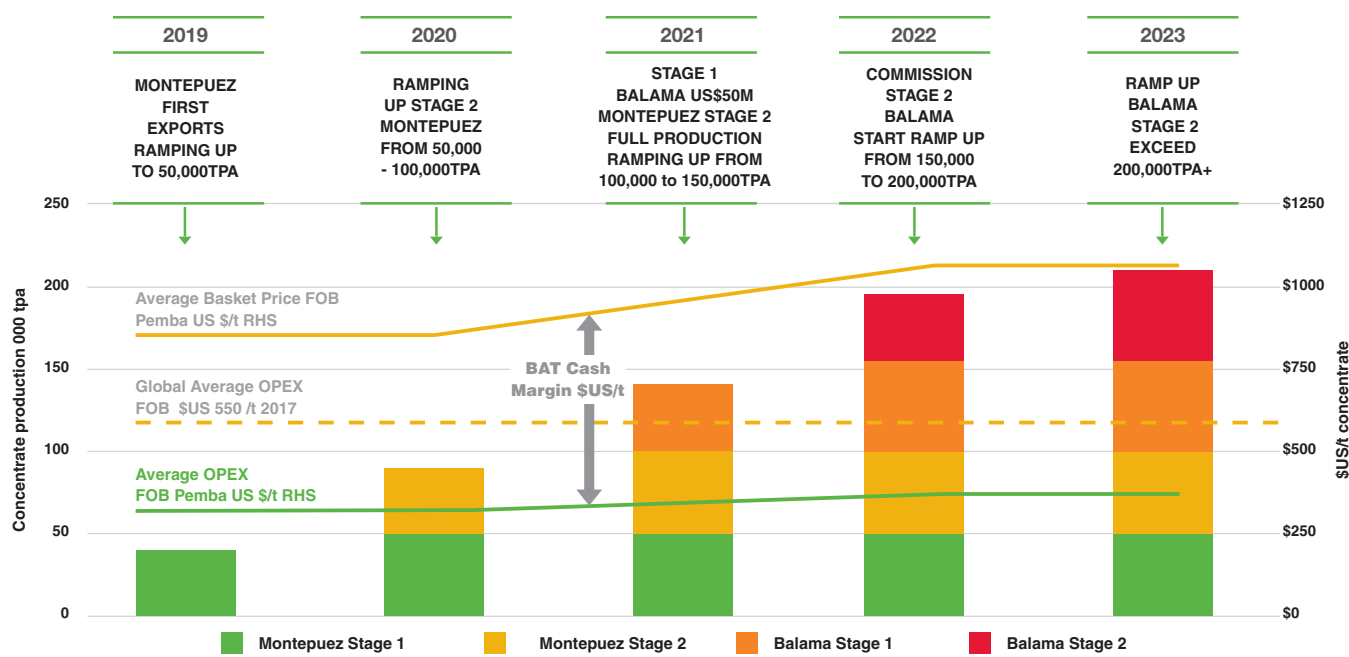 2019
MONTEPUEZ
FIRST
EXPORTS
RAMPING UP
TO 50,000TPA
2020
RAMPING
UP STAGE 2
MONTEPUEZ
FROM 50,000
- 100,000TPA
2021
STAGE 1
BALAMA US$50M
MONTEPUEZ STAGE 2
FULL PRODUCTION
RAMPING UP FROM
100,000 to 150,000TPA
2022
COMMISSION
STAGE 2
BALAMA
START RAMP UP
FROM 150,000
TO 200,000TPA
2023
RAMP UP
BALAMA
STAGE 2
EXCEED
200,000TPA+
Concentrate production 000 tpa
250
200
150
100
50
0
Average Basket Price FOB
Pemba US $/t RHS
Global Average OPEX
FOB $US 550 /t 2017
Average OPEX
FOB Pemba US $/t RHS
BAT Cash
Margin $US/t
$1250
$1000
$750
$500
$250
$0
$US/t concentrate
Montepuez Stage 1
Montepuez Stage 2
Balama Stage 1
Balama Stage 2